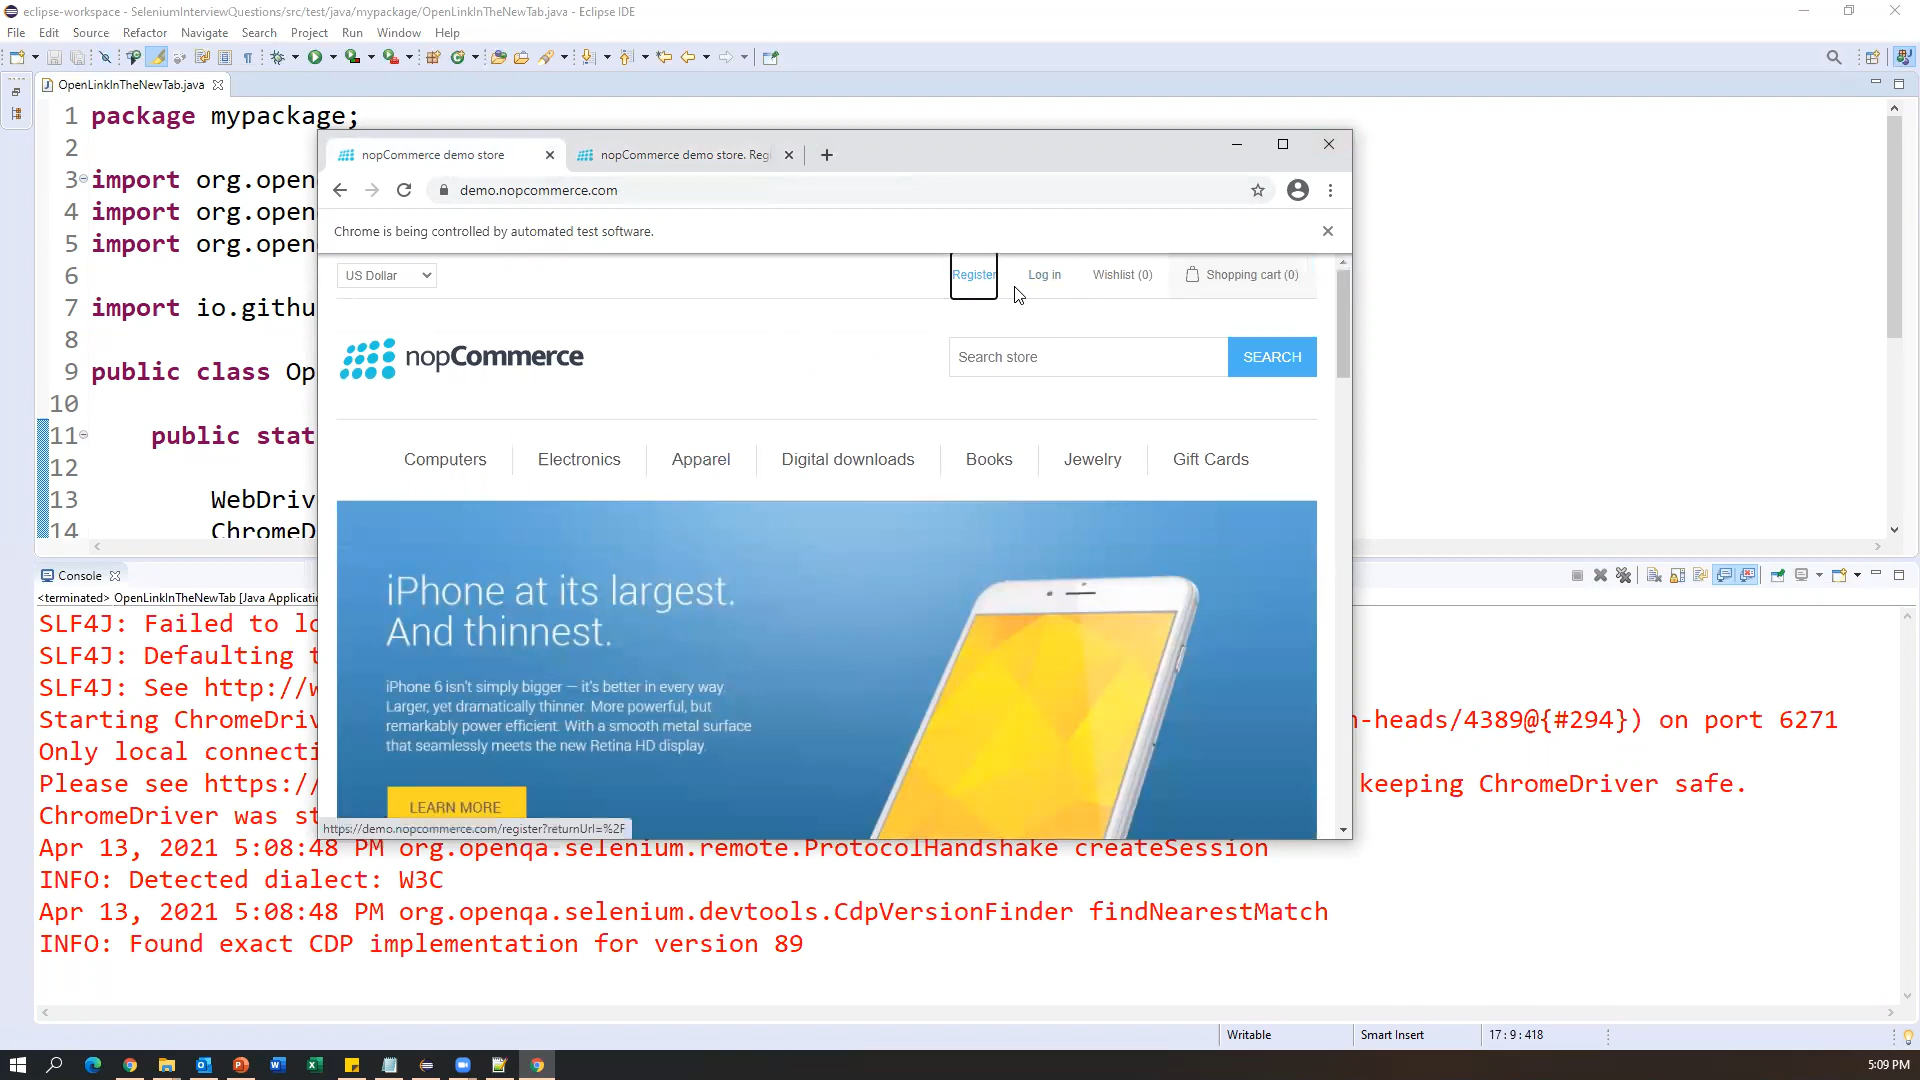 eclipse-workspace - SeleniumInterviewQuestions/src/test/java/mypackage/OpenLinkInTheNewTab.java - Eclipse IDE
File Edit Source Refactor Navigate Search Project Run Window Help
OpenLinkInTheNewTab.java
1 package mypackage;
2
3 import org.open
4 import org.open
5 import org.open
6
7 import io.githu
8
9 public class Op
10
11 public stat
12
13 WebDriv
14 ChromeD
nopCommerce demo store
nopCommerce demo store. Reg
demo.nopcommerce.com
Chrome is being controlled by automated test software.
US Dollar
Register Log in Wishlist (0) Shopping cart (0)
nopCommerce
Search store
SEARCH
Computers Electronics Apparel Digital downloads Books Jewelry Gift Cards
iPhone at its largest.
And thinnest.
iPhone 6 isn't simply bigger — it's better in every way.
Larger, yet dramatically thinner. More powerful, but
remarkably power efficient. With a smooth metal surface
that seamlessly meets the new Retina HD display.
LEARN MORE
https://demo.nopcommerce.com/register?returnUrl=%2F
Console
<terminated> OpenLinkInTheNewTab [Java Applicatio
SLF4J: Failed to lo
SLF4J: Defaulting t
SLF4J: See http://w
Starting ChromeDriv n-heads/4389@{#294}) on port 6271
Only local connecti
Please see https:// keeping ChromeDriver safe.
ChromeDriver was st
Apr 13, 2021 5:08:48 PM org.openqa.selenium.remote.ProtocolHandshake createSession
INFO: Detected dialect: W3C
Apr 13, 2021 5:08:48 PM org.openqa.selenium.devtools.CdpVersionFinder findNearestMatch
INFO: Found exact CDP implementation for version 89
Writable Smart Insert 17 : 9 : 418
5:09 PM